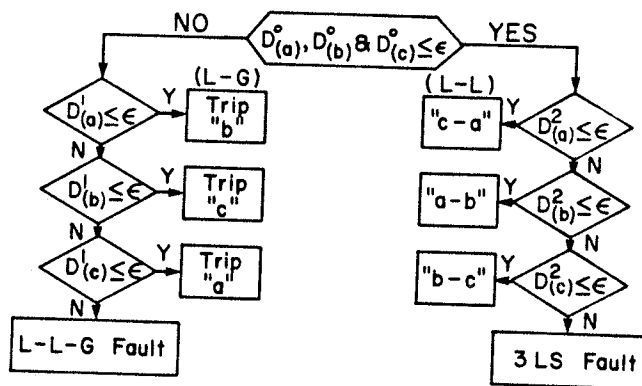 NO
D°(a), D°(b) & D°(c) ≤ ϵ
YES
(L-G)
(L-L)
D¹(a) ≤ ϵ
Y
Trip "b"
N
D¹(b) ≤ ϵ
Y
Trip "c"
N
D¹(c) ≤ ϵ
Y
Trip "a"
N
L-L-G Fault
"c-a"
Y
D²(a) ≤ ϵ
N
"a-b"
Y
D²(b) ≤ ϵ
N
"b-c"
Y
D²(c) ≤ ϵ
N
3 LS Fault